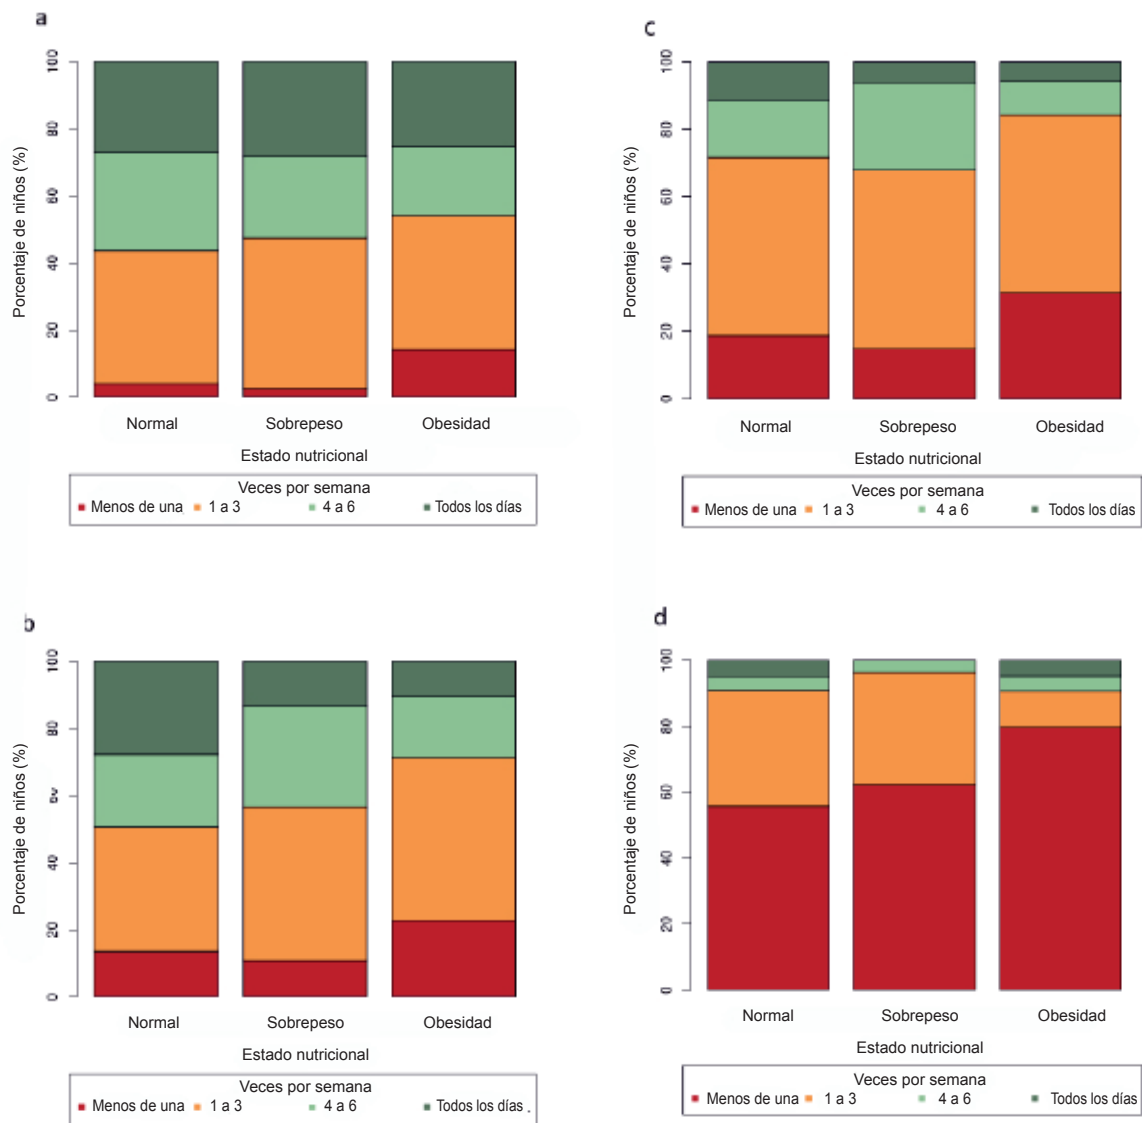 a
Porcentaje de niños (%)
100
80
60
40
20
0
Normal Sobrepeso Obesidad
Estado nutricional
Veces por semana
Menos de una 1 a 3 4 a 6 Todos los días
c
Porcentaje de niños (%)
100
80
60
40
20
0
Normal Sobrepeso Obesidad
Estado nutricional
Veces por semana
Menos de una 1 a 3 4 a 6 Todos los días
b
Porcentaje de niños (%)
100
80
60
40
20
0
Normal Sobrepeso Obesidad
Estado nutricional
Veces por semana
Menos de una 1 a 3 4 a 6 Todos los días .
d
Porcentaje de niños (%)
100
80
60
40
20
0
Normal Sobrepeso Obesidad
Estado nutricional
Veces por semana
Menos de una 1 a 3 4 a 6 Todos los días